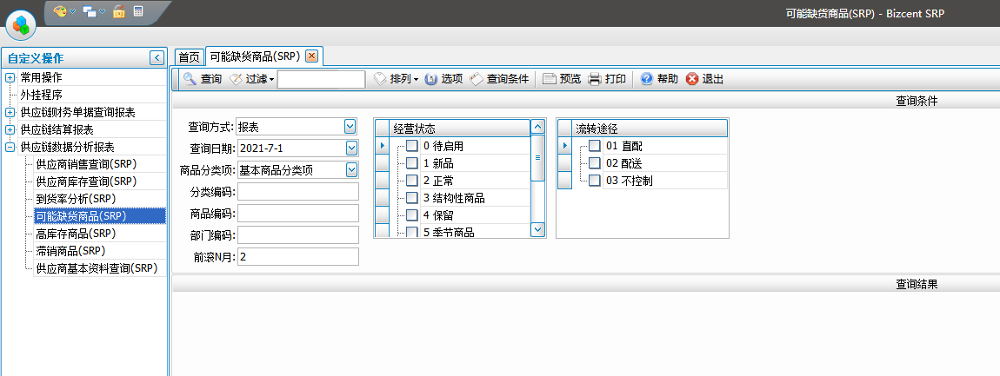 可能缺货商品(SRP) - Bizcent SRP
自定义操作
常用操作
外挂程序
供应链财务单据查询报表
供应链结算报表
供应链数据分析报表
供应商销售查询(SRP)
供应商库存查询(SRP)
到货率分析(SRP)
可能缺货商品(SRP)
高库存商品(SRP)
滞销商品(SRP)
供应商基本资料查询(SRP)
首页 可能缺货商品(SRP)
查询 过滤 排列 选项 查询条件 预览 打印 帮助 退出
查询条件
查询方式: 报表
查询日期: 2021-7-1
商品分类项: 基本商品分类项
分类编码:
商品编码:
部门编码:
前滚N月: 2
经营状态
0 待启用
1 新品
2 正常
3 结构性商品
4 保留
5 季节商品
流转途径
01 直配
02 配送
03 不控制
查询结果